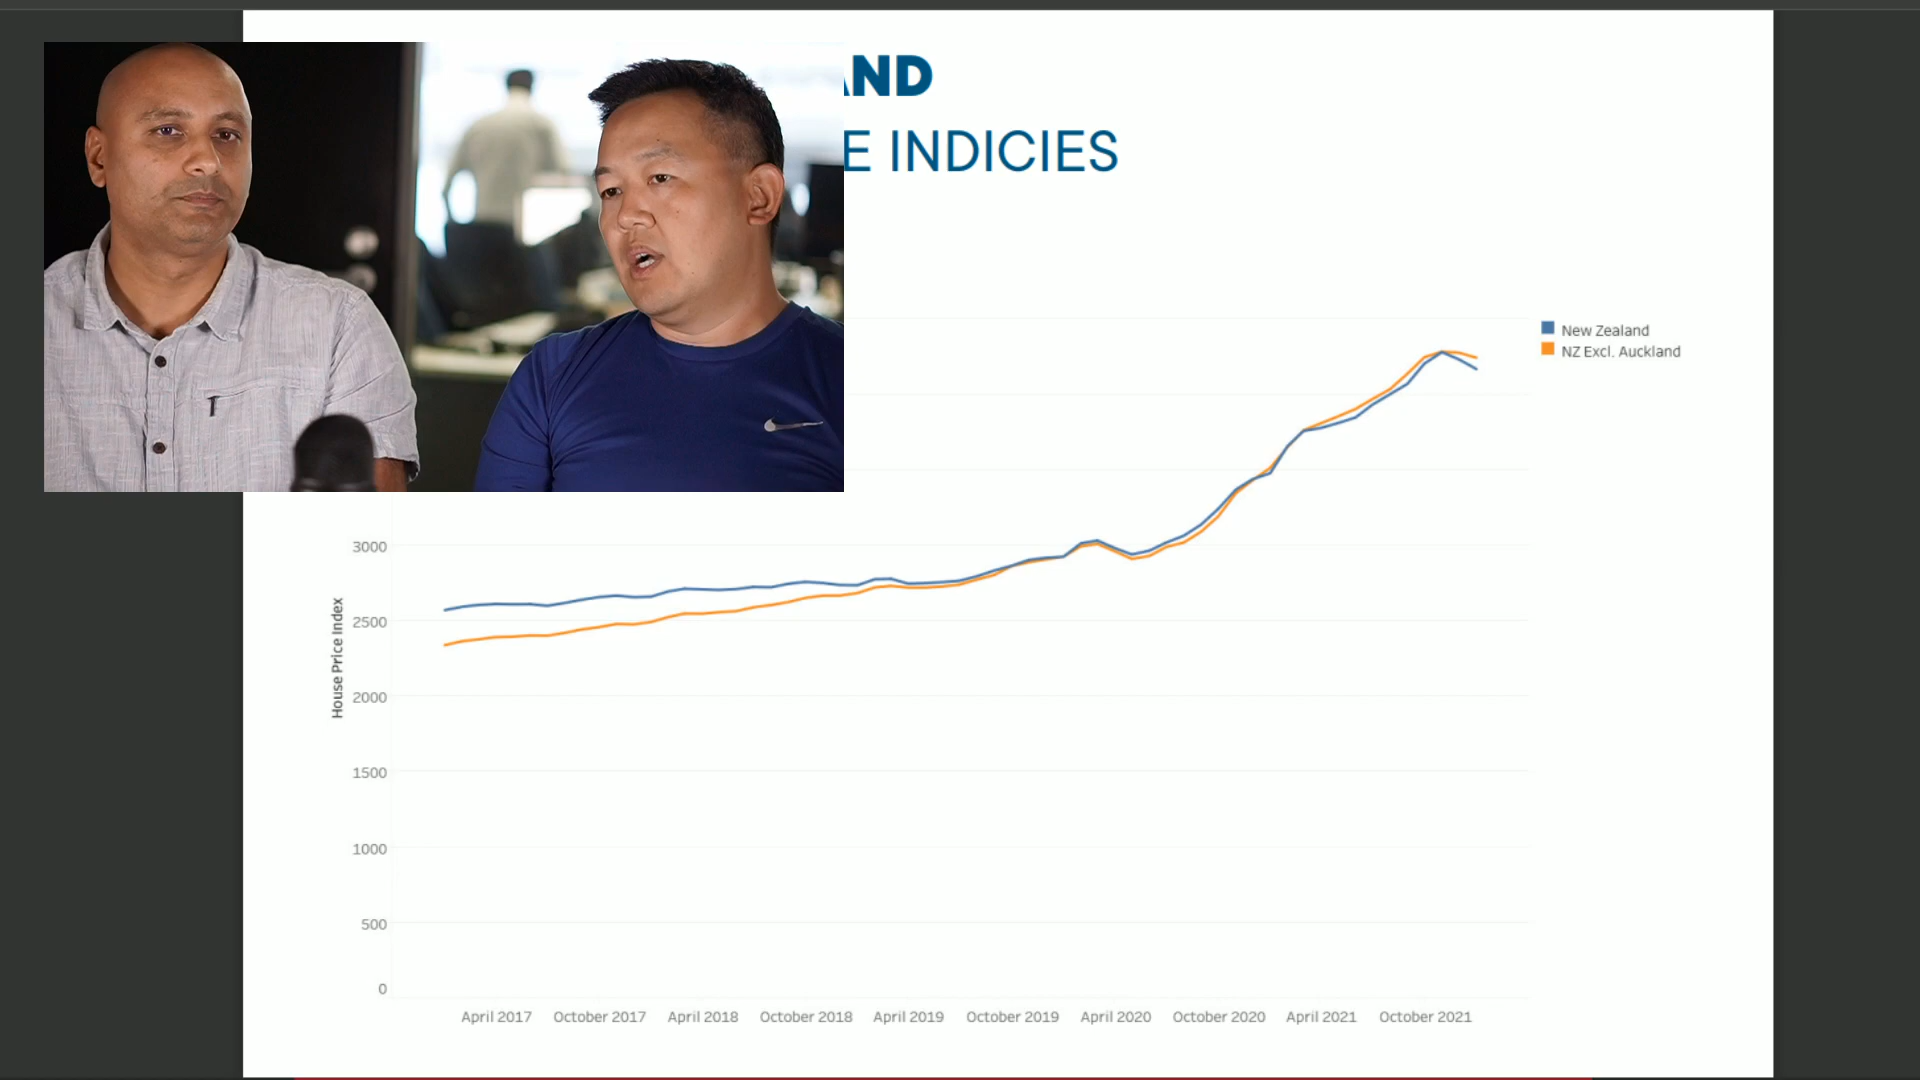 AND
E INDICIES
New Zealand
NZ Excl. Auckland
3000
2500
2000
1500
1000
500
0
House Price Index
April 2017
October 2017
April 2018
October 2018
April 2019
October 2019
April 2020
October 2020
April 2021
October 2021